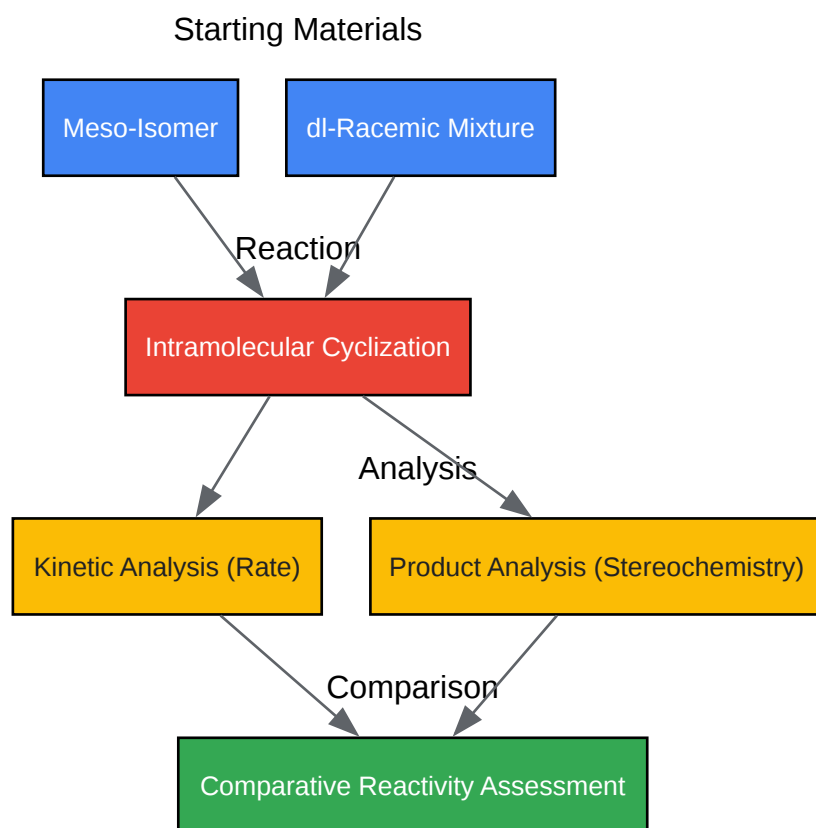 Starting Materials
Meso-Isomer
dl-Racemic Mixture
Reaction
Intramolecular Cyclization
Analysis
Kinetic Analysis (Rate)
Product Analysis (Stereochemistry)
Comparison
Comparative Reactivity Assessment